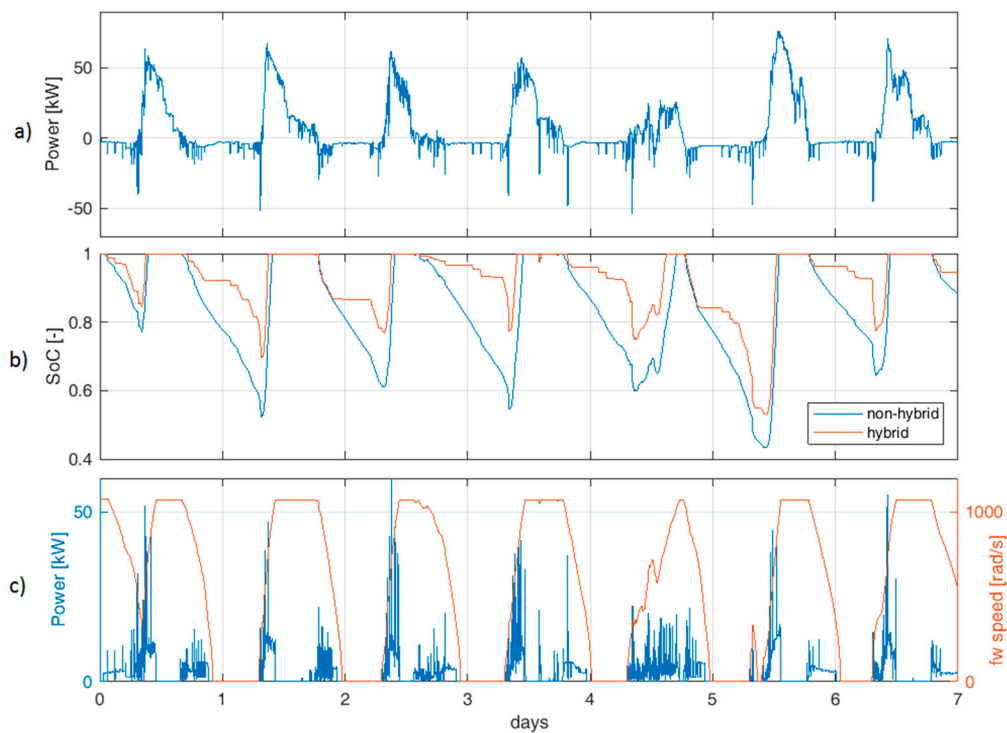 a)
Power [kW]
50
0
-50
b)
SoC [-]
1
0.8
0.6
0.4
non-hybrid
hybrid
c)
Power [kW]
50
0
fw speed [rad/s]
1000
0
0 1 2 3 4 5 6 7
days